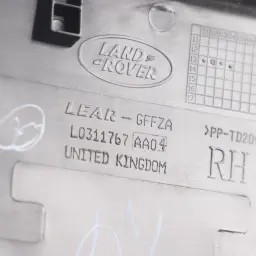 LAND
ROVER
LEAR - GFFZA
L0311767 AA04
UNITED KINGDOM
>PP-TD20
RH